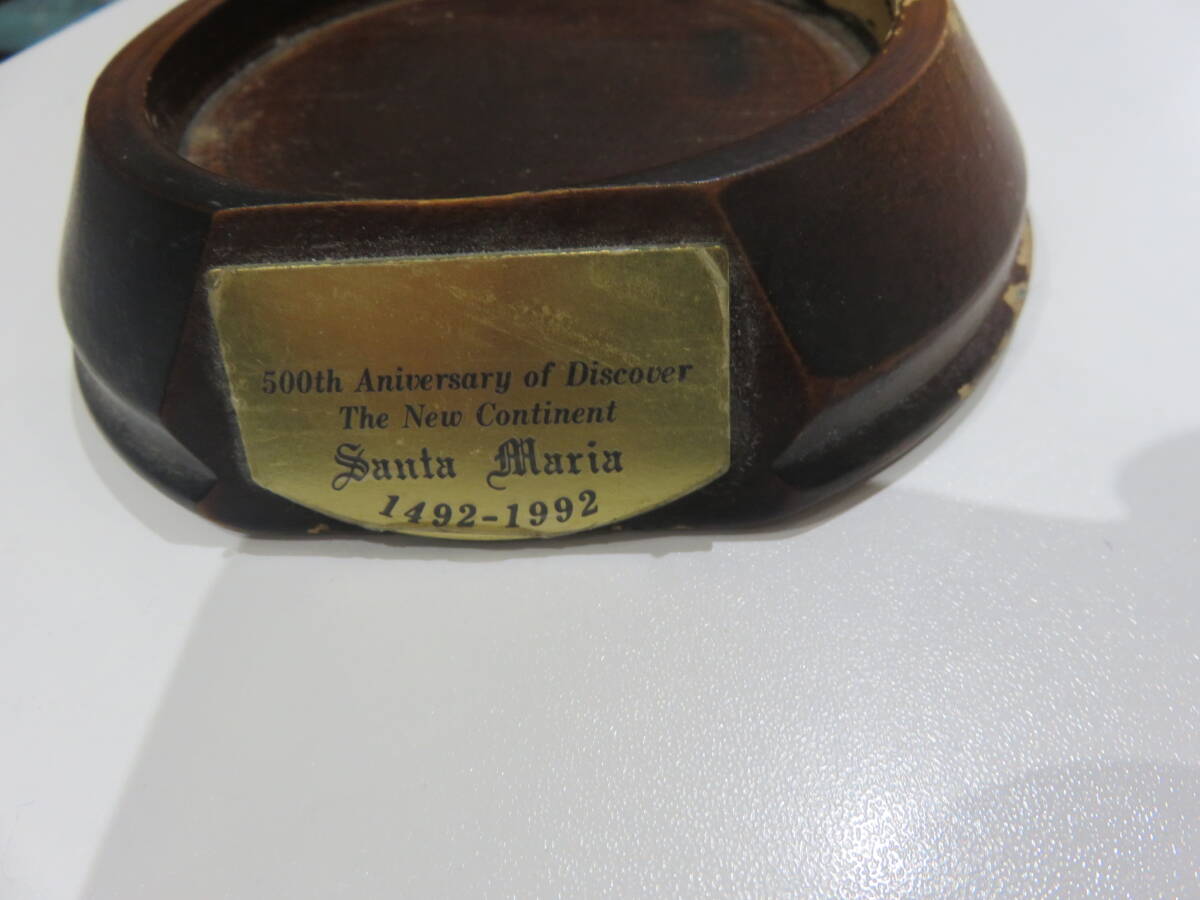 500th Aniversary of Discover
The New Continent
Santa Maria
1492-1992